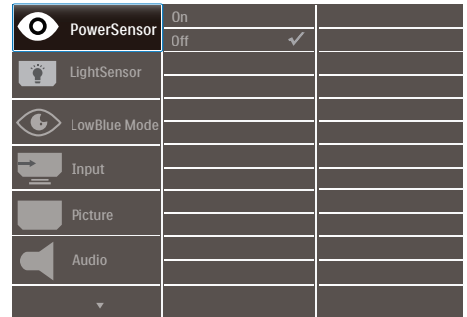 PowerSensor
On
Off
LightSensor
LowBlue Mode
Input
Picture
Audio